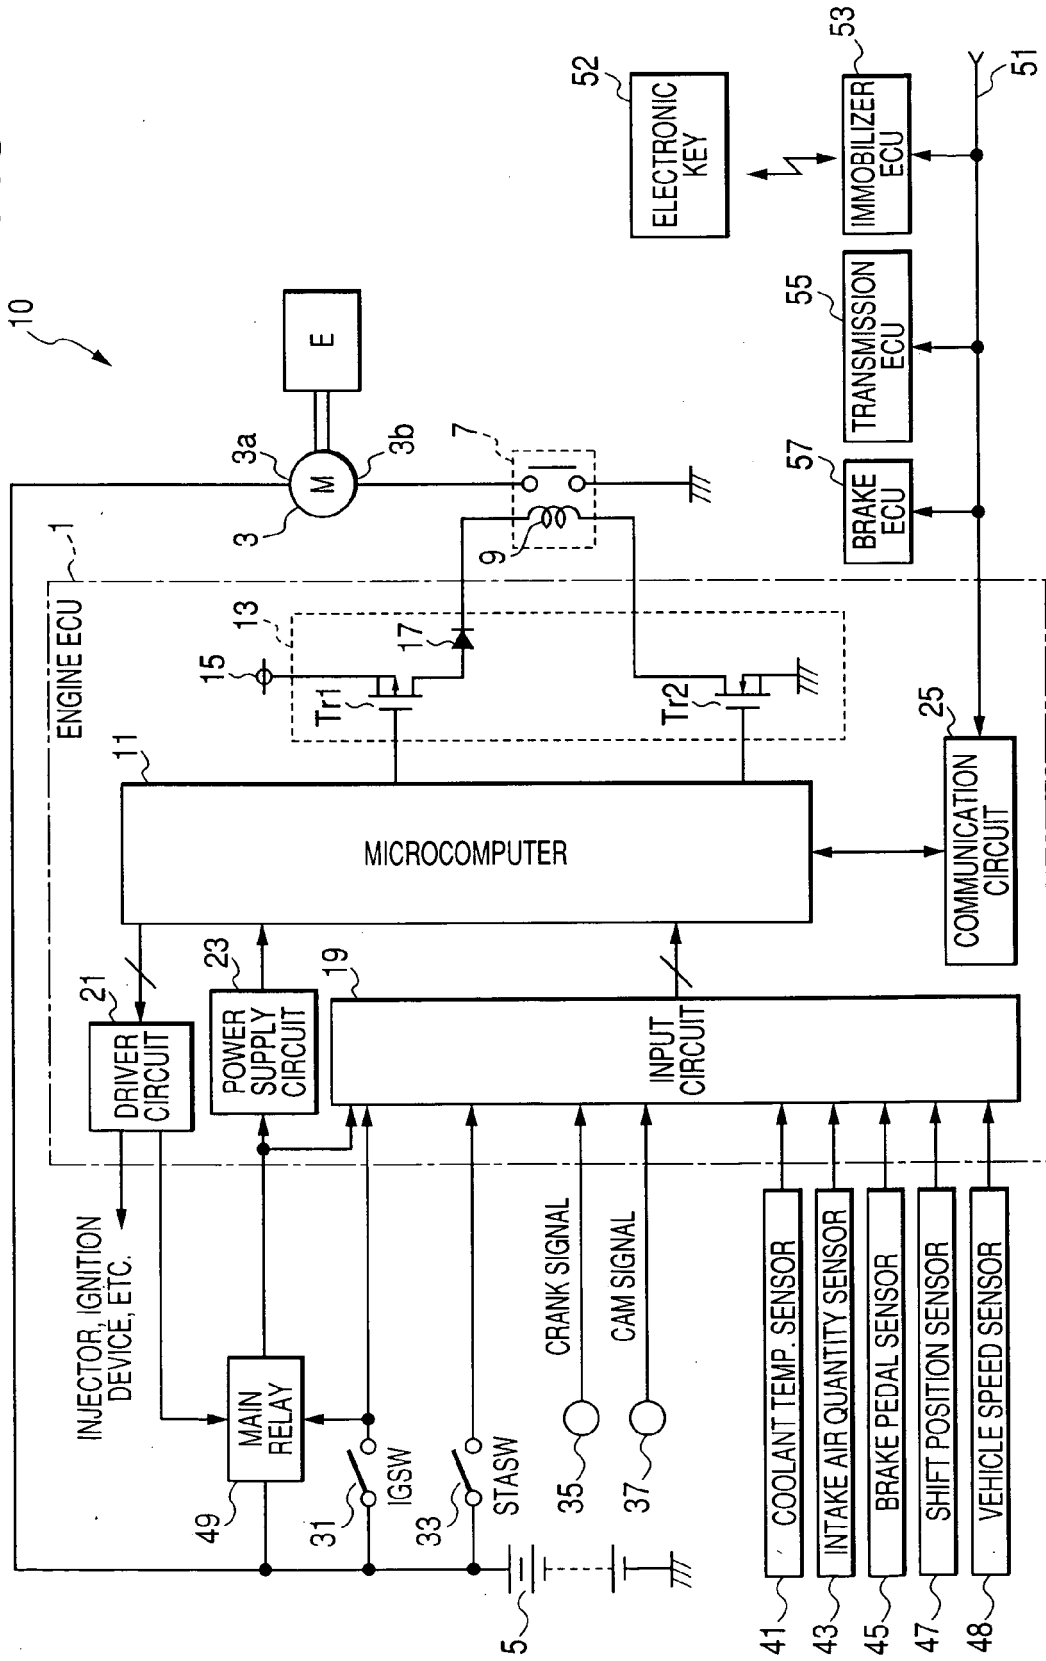 10
ENGINE ECU
1
INJECTOR, IGNITION
DEVICE, ETC.
21
DRIVER
CIRCUIT
11
MICROCOMPUTER
13
15
Tr1
17
Tr2
3a
3
M
3b
E
7
9
49
MAIN
RELAY
23
POWER
SUPPLY
CIRCUIT
19
INPUT
CIRCUIT
31
IGSW
33
STASW
5
35
CRANK SIGNAL
37
CAM SIGNAL
41
COOLANT TEMP. SENSOR
43
INTAKE AIR QUANTITY SENSOR
45
BRAKE PEDAL SENSOR
47
SHIFT POSITION SENSOR
48
VEHICLE SPEED SENSOR
25
COMMUNICATION
CIRCUIT
57
BRAKE
ECU
55
TRANSMISSION
ECU
52
ELECTRONIC
KEY
53
IMMOBILIZER
ECU
51